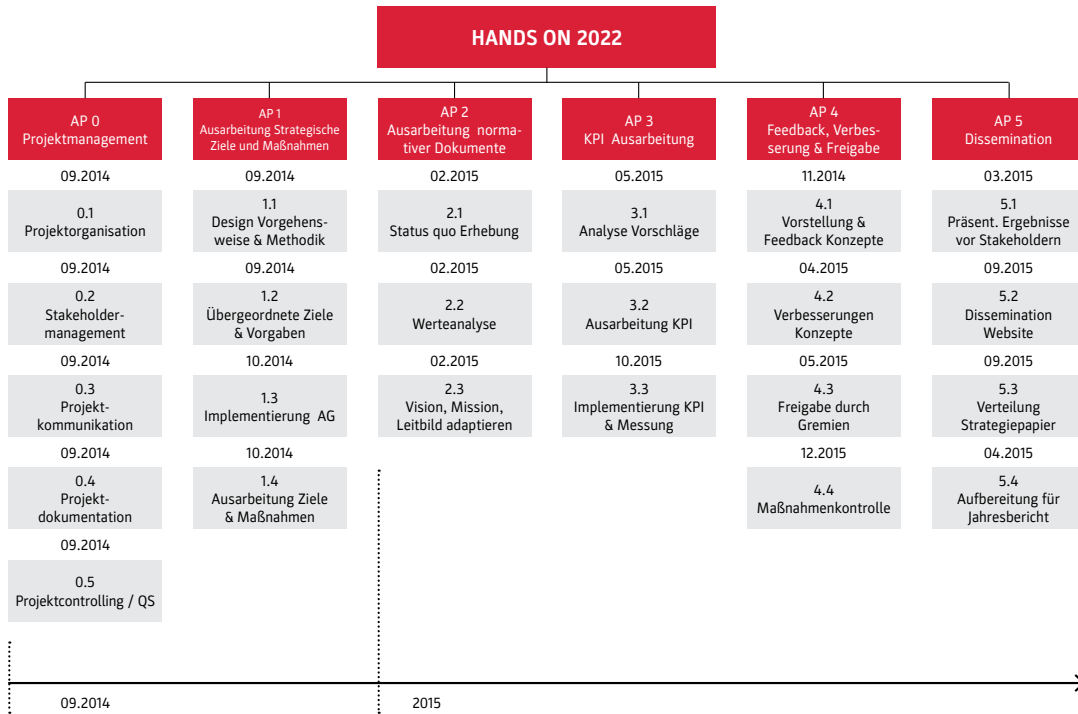 HANDS ON 2022
AP 0
Projektmanagement
09.2014
0.1
Projektorganisation
09.2014
0.2
Stakeholder-
management
09.2014
0.3
Projekt-
kommunikation
09.2014
0.4
Projekt-
dokumentation
09.2014
0.5
Projektcontrolling / QS
AP 1
Ausarbeitung Strategische
Ziele und Maßnahmen
09.2014
1.1
Design Vorgehens-
weise & Methodik
09.2014
1.2
Übergeordnete Ziele
& Vorgaben
10.2014
1.3
Implementierung AG
10.2014
1.4
Ausarbeitung Ziele
& Maßnahmen
AP 2
Ausarbeitung norma-
tiver Dokumente
02.2015
2.1
Status quo Erhebung
02.2015
2.2
Werteanalyse
02.2015
2.3
Vision, Mission,
Leitbild adaptieren
AP 3
KPI Ausarbeitung
05.2015
3.1
Analyse Vorschläge
05.2015
3.2
Ausarbeitung KPI
10.2015
3.3
Implementierung KPI
& Messung
AP 4
Feedback, Verbes-
serung & Freigabe
11.2014
4.1
Vorstellung &
Feedback Konzepte
04.2015
4.2
Verbesserungen
Konzepte
05.2015
4.3
Freigabe durch
Gremien
12.2015
4.4
Maßnahmenkontrolle
AP 5
Dissemination
03.2015
5.1
Präsent. Ergebnisse
vor Stakeholdern
09.2015
5.2
Dissemination
Website
09.2015
5.3
Verteilung
Strategiepapier
04.2015
5.4
Aufbereitung für
Jahresbericht
09.2014
2015